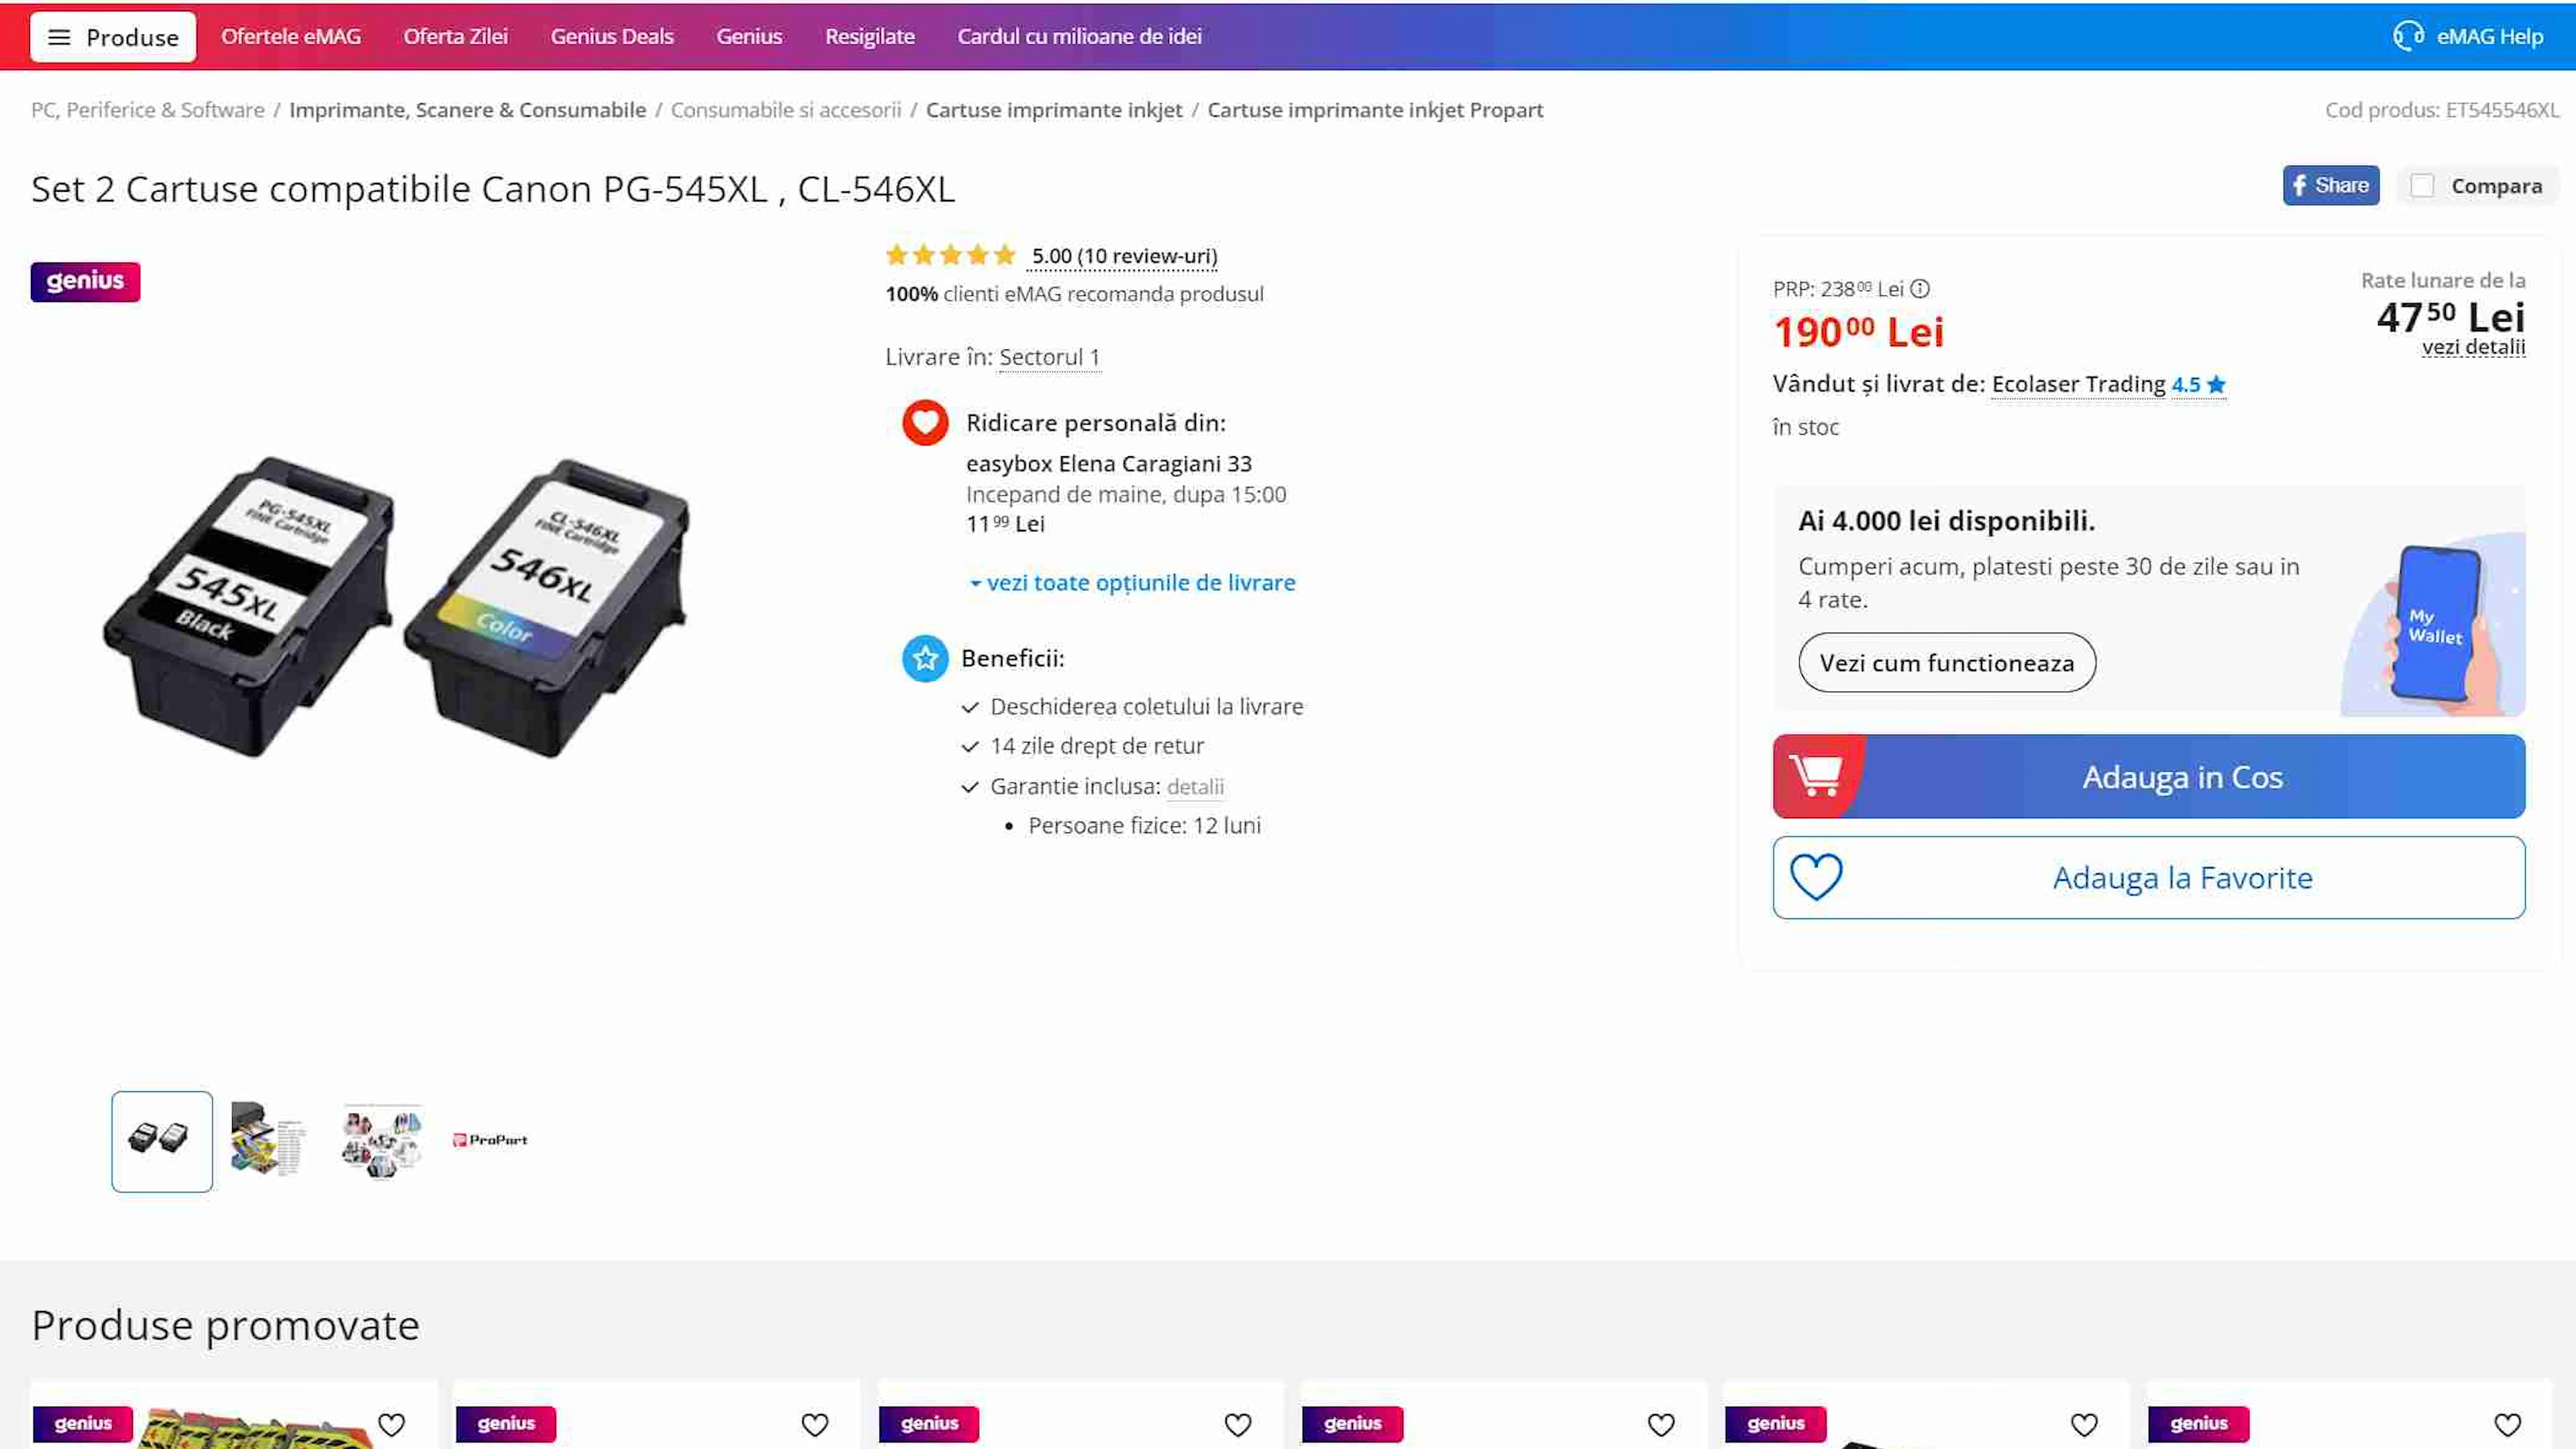 Produse Ofertele eMAG Oferta Zilei Genius Deals Genius Resigilate Cardul cu milioane de idei eMAG Help
PC, Periferice & Software / Imprimante, Scanere & Consumabile / Consumabile si accesorii / Cartuse imprimante inkjet / Cartuse imprimante inkjet Propart Cod produs: ET545546XL
Set 2 Cartuse compatibile Canon PG-545XL , CL-546XL
Share Compara
genius
PG-545XL
FINE Cartridge
545XL
Black
CL-546XL
FINE Cartridge
546XL
Color
ProPart
5.00 (10 review-uri)
100% clienti eMAG recomanda produsul
Livrare în: Sectorul 1
Ridicare personală din:
easybox Elena Caragiani 33
Incepand de maine, dupa 15:00
11⁹⁹ Lei
vezi toate opțiunile de livrare
Beneficii:
Deschiderea coletului la livrare
14 zile drept de retur
Garantie inclusa: detalii
Persoane fizice: 12 luni
PRP: 238⁰⁰ Lei
190⁰⁰ Lei
Rate lunare de la
47⁵⁰ Lei
vezi detalii
Vândut și livrat de: Ecolaser Trading 4.5
în stoc
Ai 4.000 lei disponibili.
Cumperi acum, platesti peste 30 de zile sau in
4 rate.
Vezi cum functioneaza
My
Wallet
Adauga in Cos
Adauga la Favorite
Produse promovate
genius genius genius genius genius genius